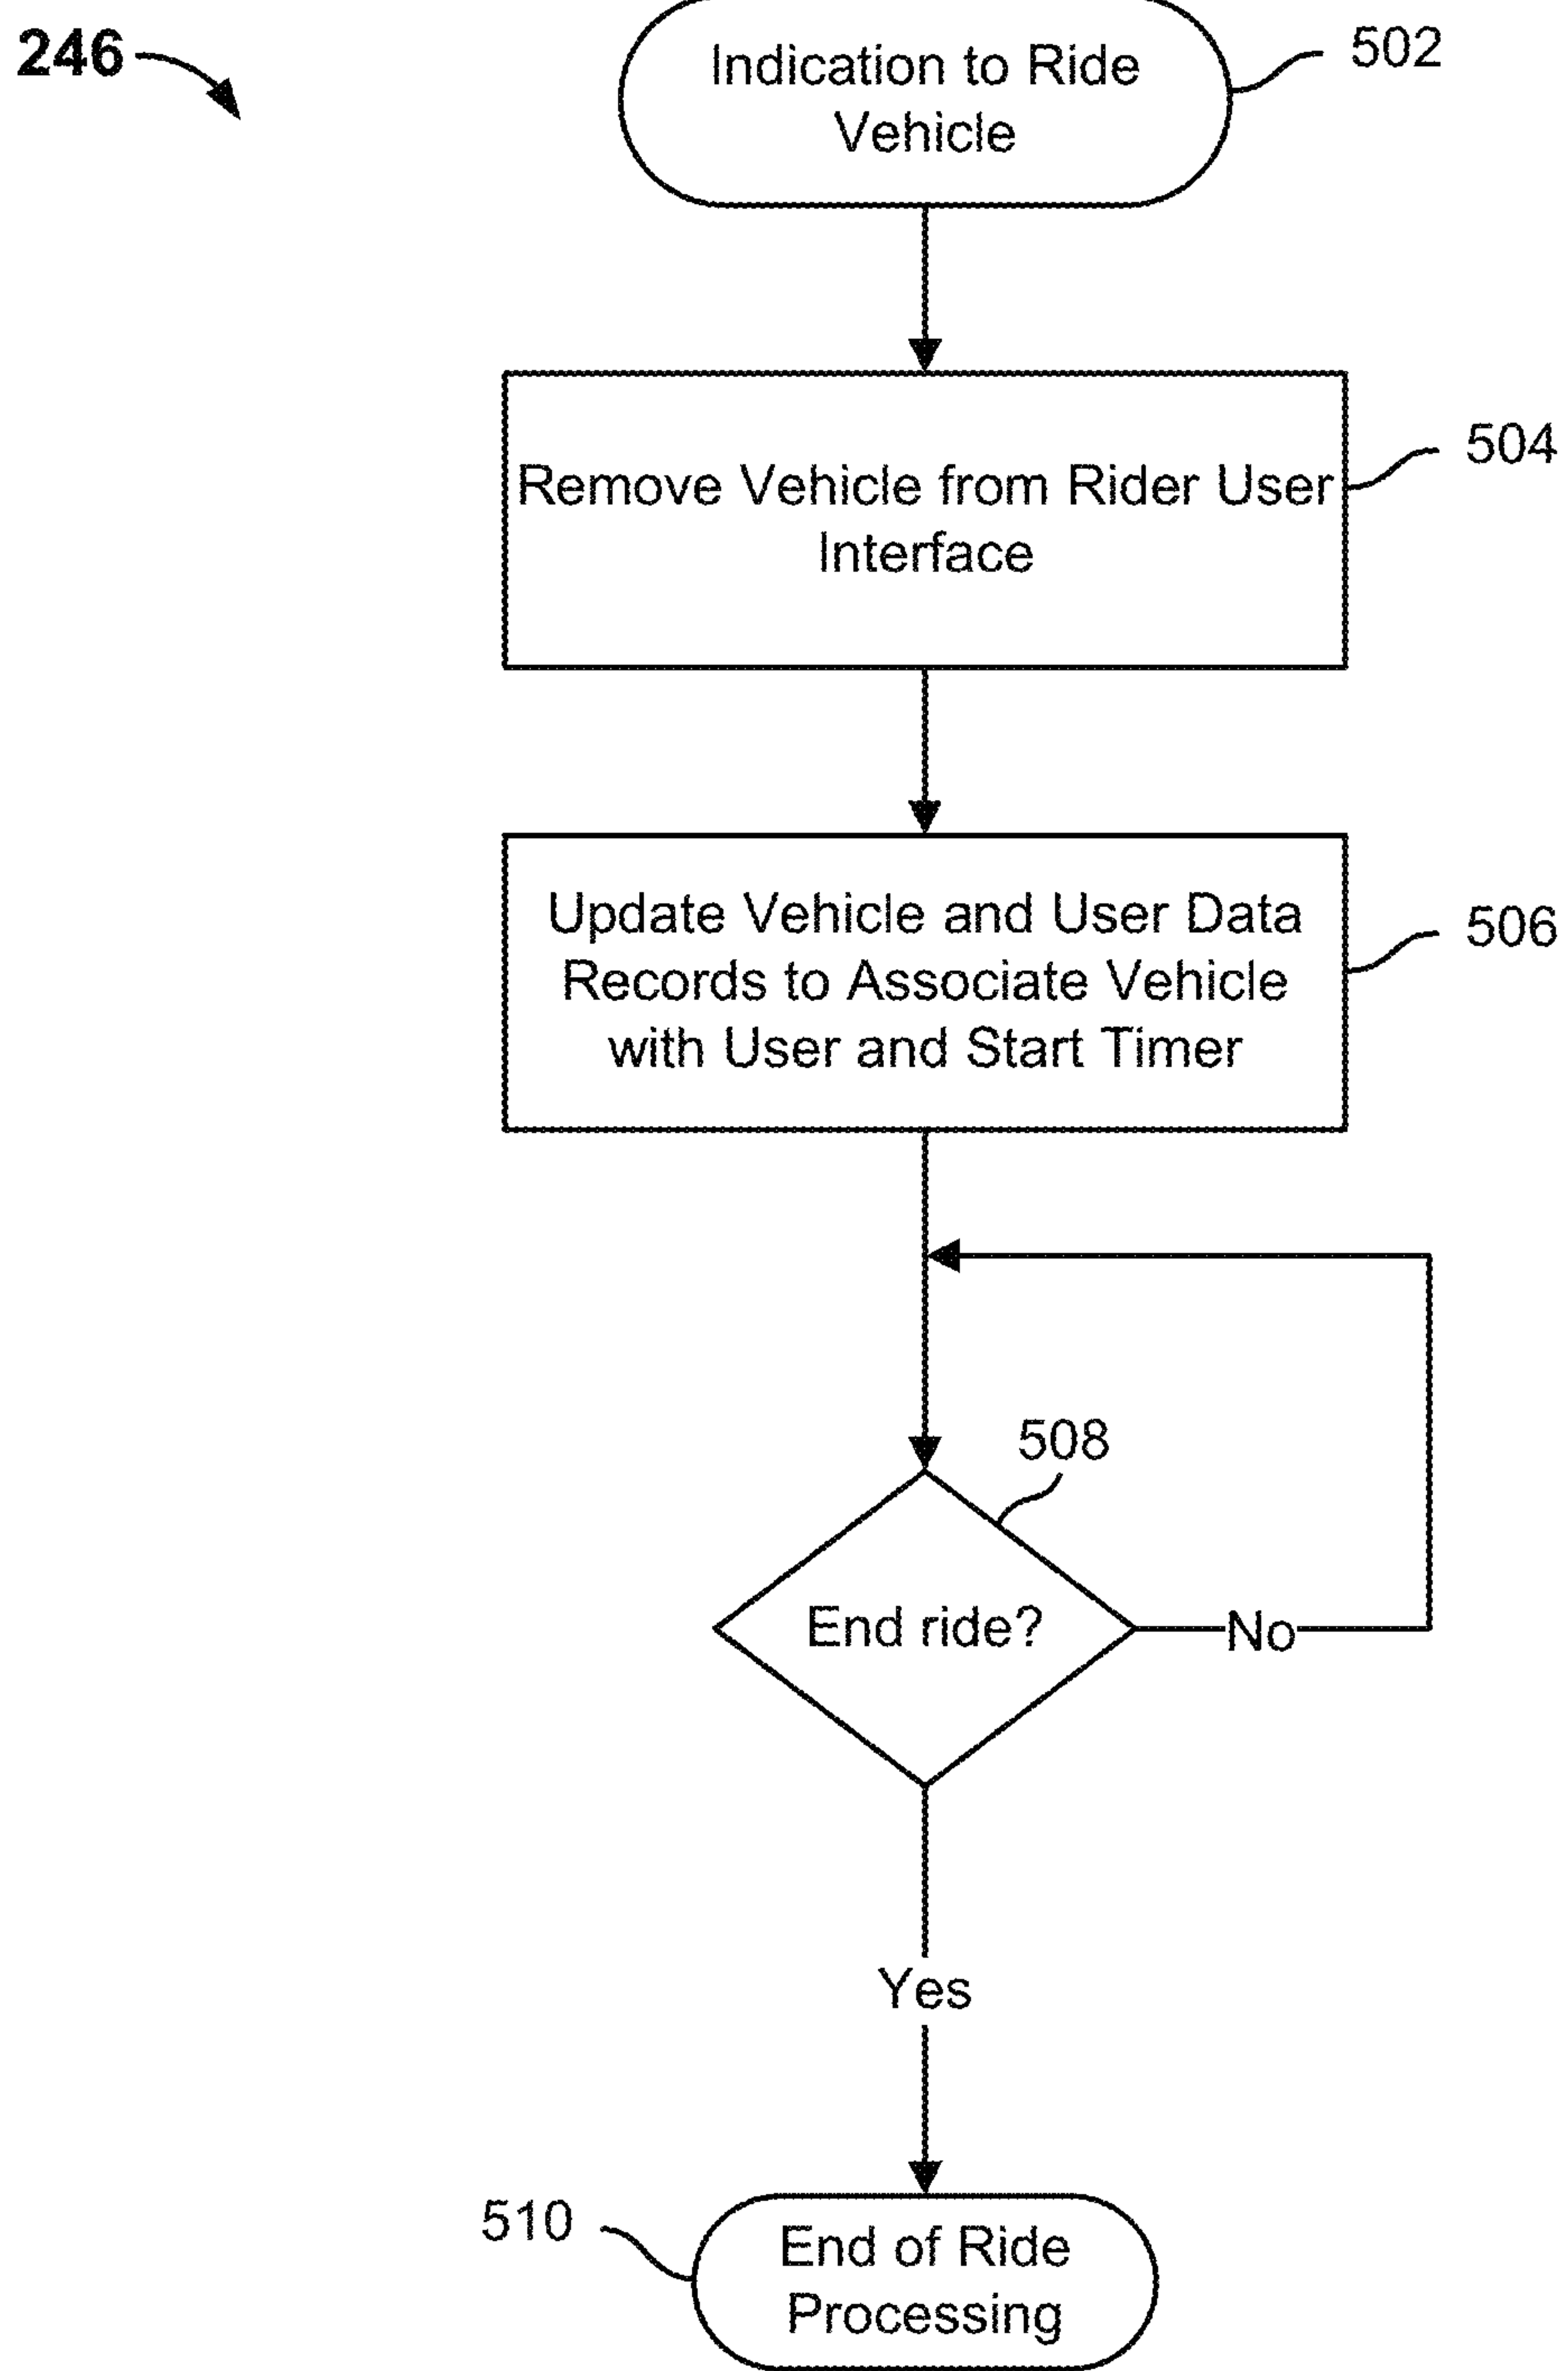 246
Indication to Ride
Vehicle
502
Remove Vehicle from Rider User
Interface
504
Update Vehicle and User Data
Records to Associate Vehicle
with User and Start Timer
506
508
End ride?
No
Yes
510
End of Ride
Processing